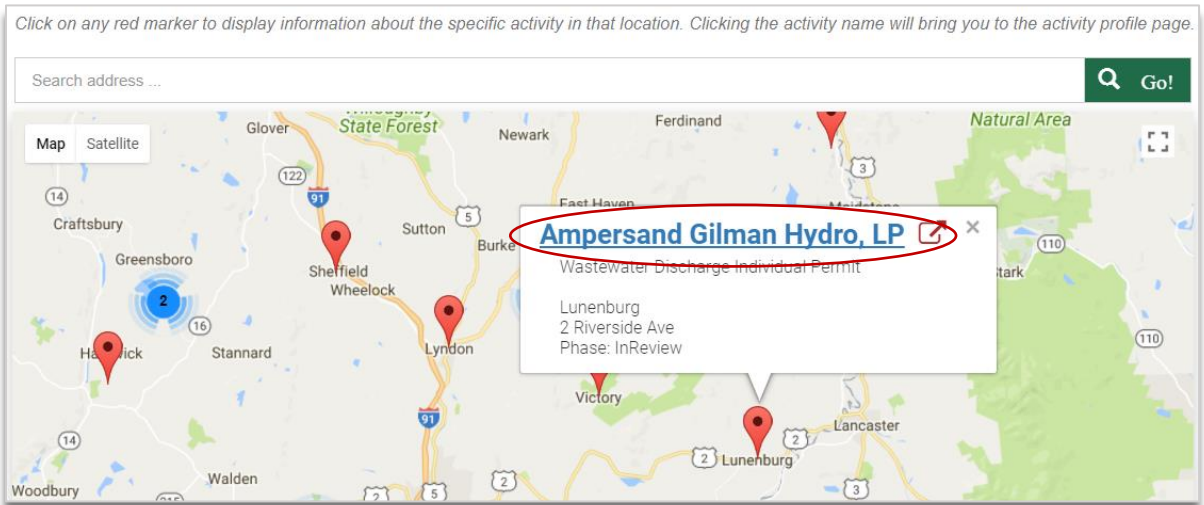 Click on any red marker to display information about the specific activity in that location. Clicking the activity name will bring you to the activity profile page.
Search address ...
Go!
Map
Satellite
Glover
State Forest
Newark
Ferdinand
Natural Area
122
91
3
14
Craftsbury
East Haven
5
Sutton
Burke
Ampersand Gilman Hydro, LP
×
110
Greensboro
Wastewater Discharge Individual Permit
Sheffield
Wheelock
2
Lunenburg
2 Riverside Ave
Phase: InReview
16
110
Stannard
Lyndon
Victory
91
Lancaster
14
2
2
Lunenburg
Walden
2
Woodbury
2
5
3